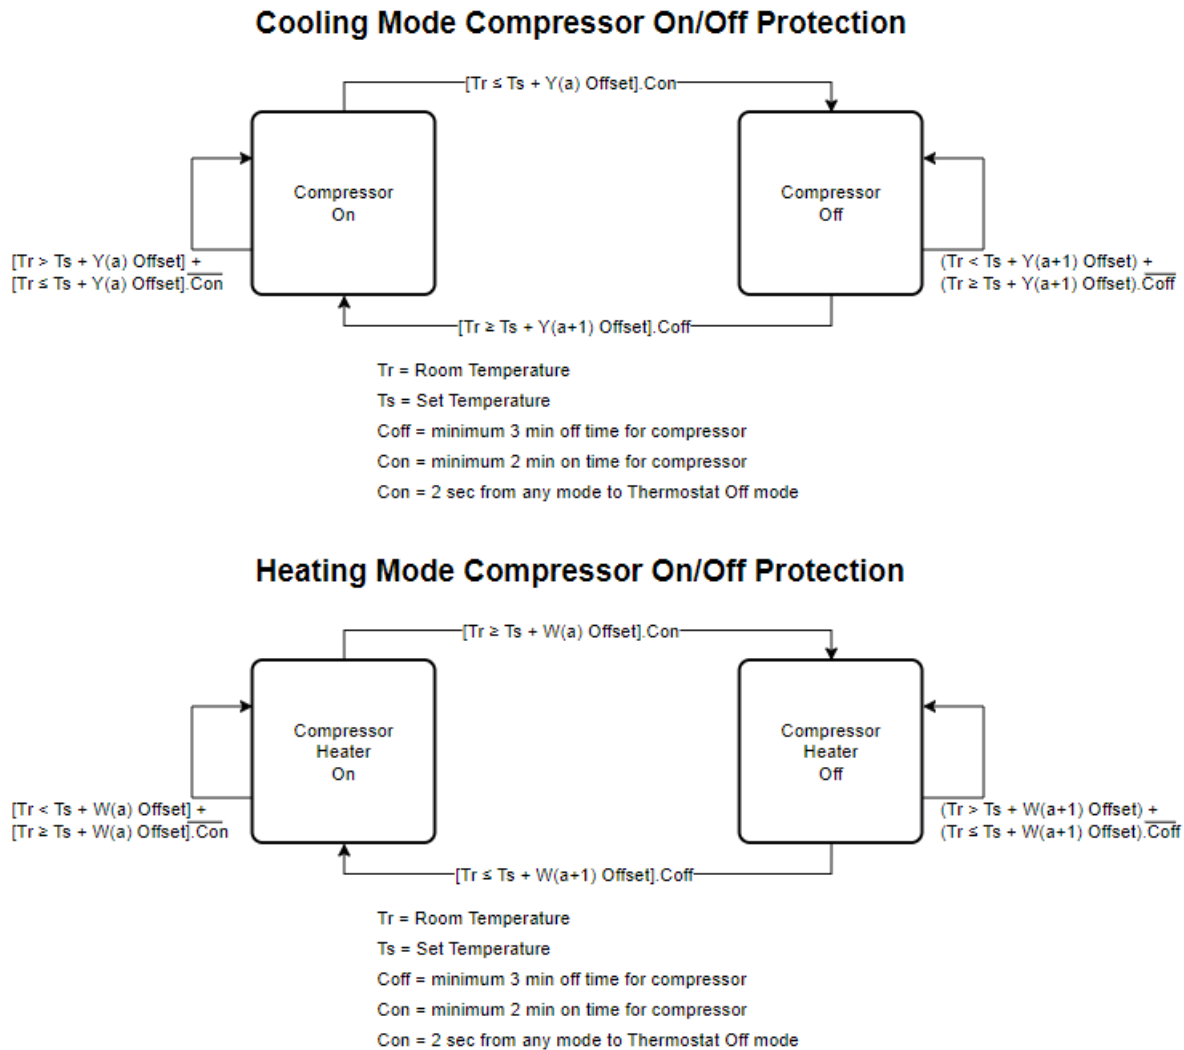 Cooling Mode Compressor On/Off Protection
[Tr ≤ Ts + Y(a) Offset].Con
Compressor
On
Compressor
Off
[Tr > Ts + Y(a) Offset] +
[Tr ≤ Ts + Y(a) Offset].C̅o̅n̅
(Tr < Ts + Y(a+1) Offset) +
(Tr ≥ Ts + Y(a+1) Offset).C̅o̅f̅f̅
[Tr ≥ Ts + Y(a+1) Offset].Coff
Tr = Room Temperature
Ts = Set Temperature
Coff = minimum 3 min off time for compressor
Con = minimum 2 min on time for compressor
Con = 2 sec from any mode to Thermostat Off mode
Heating Mode Compressor On/Off Protection
[Tr ≥ Ts + W(a) Offset].Con
Compressor
Heater
On
Compressor
Heater
Off
[Tr < Ts + W(a) Offset] +
[Tr ≥ Ts + W(a) Offset].C̅o̅n̅
(Tr > Ts + W(a+1) Offset) +
(Tr ≤ Ts + W(a+1) Offset).C̅o̅f̅f̅
[Tr ≤ Ts + W(a+1) Offset].Coff
Tr = Room Temperature
Ts = Set Temperature
Coff = minimum 3 min off time for compressor
Con = minimum 2 min on time for compressor
Con = 2 sec from any mode to Thermostat Off mode